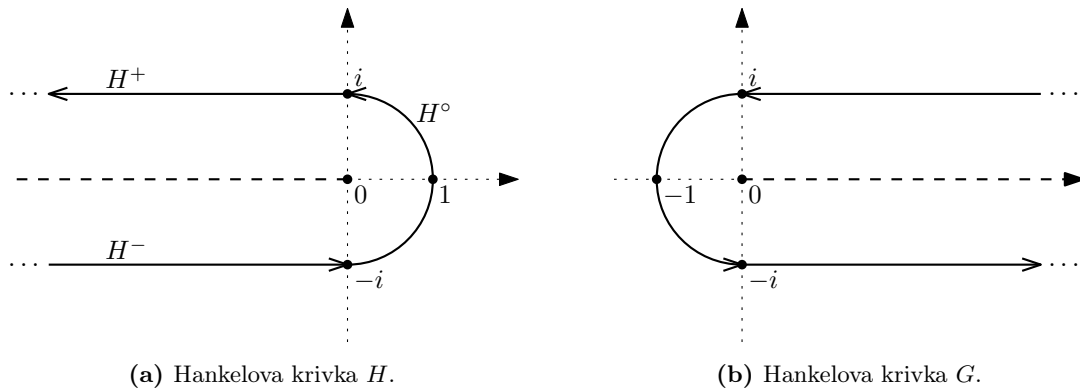 H⁺
i
H°
0
1
H⁻
−i
(a) Hankelova krivka H.
i
−1
0
−i
(b) Hankelova krivka G.